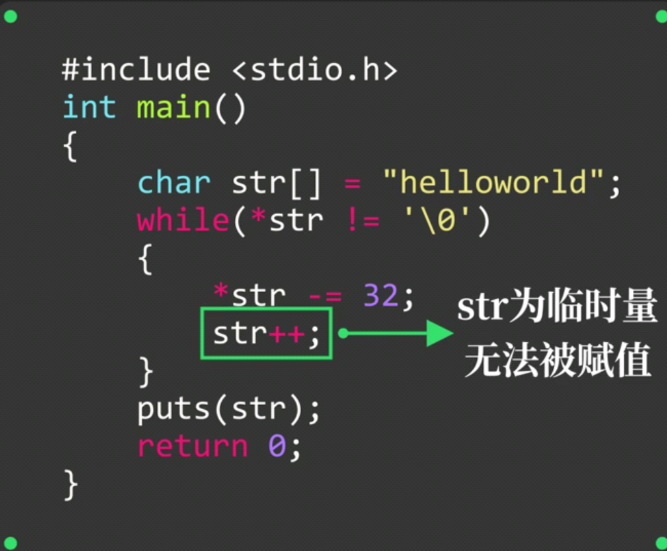 #include <stdio.h>
int main()
{
    char str[] = "helloworld";
    while(*str != '\0')
    {
        *str -= 32;
        str++;
str为临时量
无法被赋值
    }
    puts(str);
    return 0;
}